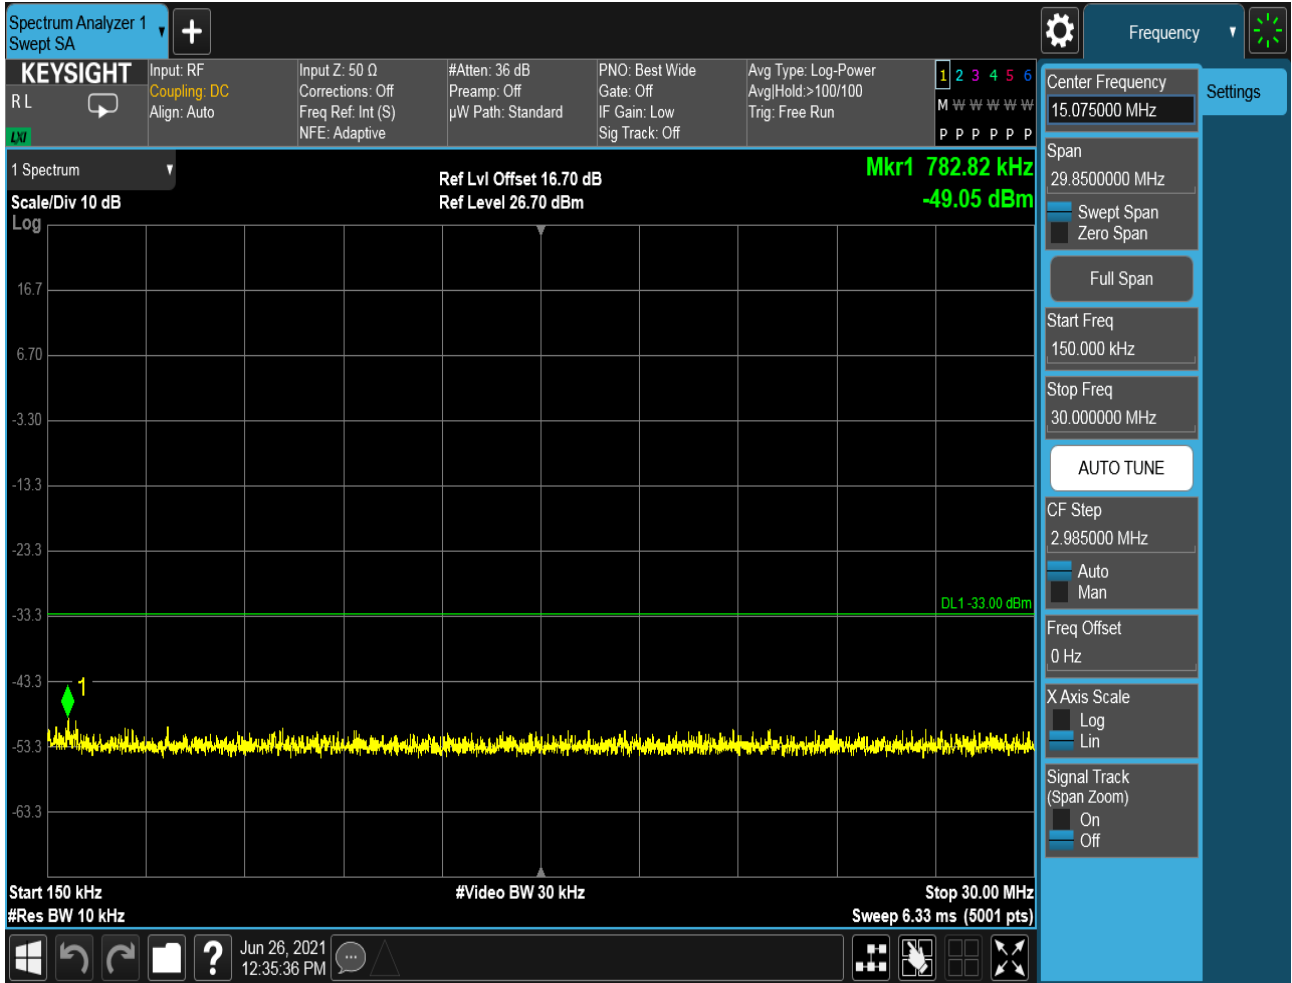 Spectrum Analyzer 1
Swept SA
+
Frequency
KEYSIGHT
R L
LXI
Input: RF
Coupling: DC
Align: Auto
Input Z: 50 Ω
Corrections: Off
Freq Ref: Int (S)
NFE: Adaptive
#Atten: 36 dB
Preamp: Off
µW Path: Standard
PNO: Best Wide
Gate: Off
IF Gain: Low
Sig Track: Off
Avg Type: Log-Power
Avg|Hold:>100/100
Trig: Free Run
1 2 3 4 5 6
M W W W W W
P P P P P P
1 Spectrum
Scale/Div 10 dB
Log
Ref Lvl Offset 16.70 dB
Ref Level 26.70 dBm
Mkr1 782.82 kHz
-49.05 dBm
16.7
6.70
-3.30
-13.3
-23.3
-33.3
-43.3
-53.3
-63.3
DL1 -33.00 dBm
1
Start 150 kHz
#Res BW 10 kHz
#Video BW 30 kHz
Stop 30.00 MHz
Sweep 6.33 ms (5001 pts)
Center Frequency
15.075000 MHz
Span
29.8500000 MHz
Swept Span
Zero Span
Full Span
Start Freq
150.000 kHz
Stop Freq
30.000000 MHz
AUTO TUNE
CF Step
2.985000 MHz
Auto
Man
Freq Offset
0 Hz
X Axis Scale
Log
Lin
Signal Track
(Span Zoom)
On
Off
Settings
?
Jun 26, 2021
12:35:36 PM